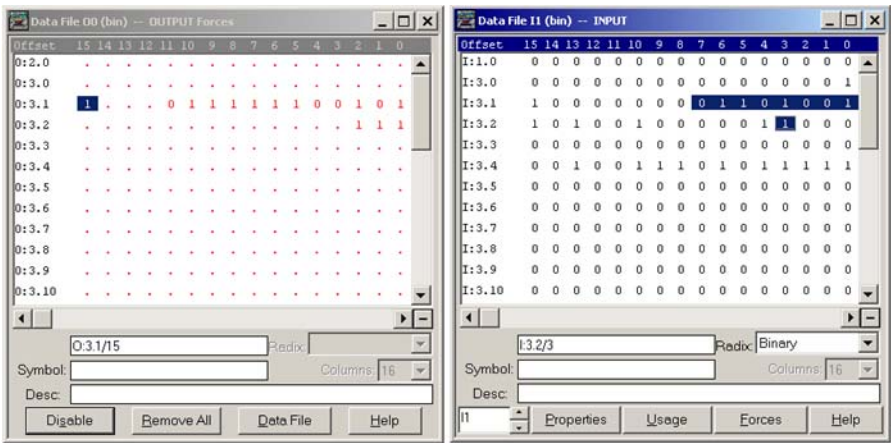 Data File O0 (bin) -- OUTPUT Forces
Offset 15 14 13 12 11 10 9 8 7 6 5 4 3 2 1 0
O:2.0 . . . . . . . . . . . . . . . .
O:3.0 . . . . . . . . . . . . . . . .
O:3.1 1 . . . 0 1 1 1 1 1 1 0 0 1 0 1
O:3.2 . . . . . . . . . . . . . 1 1 1
O:3.3 . . . . . . . . . . . . . . . .
O:3.4 . . . . . . . . . . . . . . . .
O:3.5 . . . . . . . . . . . . . . . .
O:3.6 . . . . . . . . . . . . . . . .
O:3.7 . . . . . . . . . . . . . . . .
O:3.8 . . . . . . . . . . . . . . . .
O:3.9 . . . . . . . . . . . . . . . .
O:3.10 . . . . . . . . . . . . . . . .
O:3.1/15 Radix:
Symbol: Columns: 16
Desc:
Disable Remove All Data File Help
Data File I1 (bin) -- INPUT
Offset 15 14 13 12 11 10 9 8 7 6 5 4 3 2 1 0
I:1.0 0 0 0 0 0 0 0 0 0 0 0 0 0 0 0 0
I:3.0 0 0 0 0 0 0 0 0 0 0 0 0 0 0 0 1
I:3.1 1 0 0 0 0 0 0 0 0 1 1 0 1 0 0 1
I:3.2 1 0 1 0 0 1 0 0 0 0 0 1 1 0 0 0
I:3.3 0 0 0 0 0 0 0 0 0 0 0 0 0 0 0 0
I:3.4 0 0 1 0 0 1 1 1 0 1 0 1 1 1 1 1
I:3.5 0 0 0 0 0 0 0 0 0 0 0 0 0 0 0 0
I:3.6 0 0 0 0 0 0 0 0 0 0 0 0 0 0 0 0
I:3.7 0 0 0 0 0 0 0 0 0 0 0 0 0 0 0 0
I:3.8 0 0 0 0 0 0 0 0 0 0 0 0 0 0 0 0
I:3.9 0 0 0 0 0 0 0 0 0 0 0 0 0 0 0 0
I:3.10 0 0 0 0 0 0 0 0 0 0 0 0 0 0 0 0
I:3.2/3 Radix: Binary
Symbol: Columns: 16
Desc:
I1 Properties Usage Forces Help